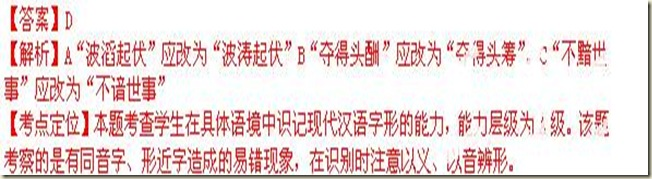 【答案】D
【解析】A“波滔起伏”应改为“波涛起伏”B“夺得头酬”应改为“夺得头筹”。C“不黯世
事”应改为“不谙世事”
【考点定位】本题考查学生在具体语境中识记现代汉语字形的能力，能力层级为A级。该题
考察的是有同音字、形近字造成的易错现象，在识别时注意以义、以音辨形。